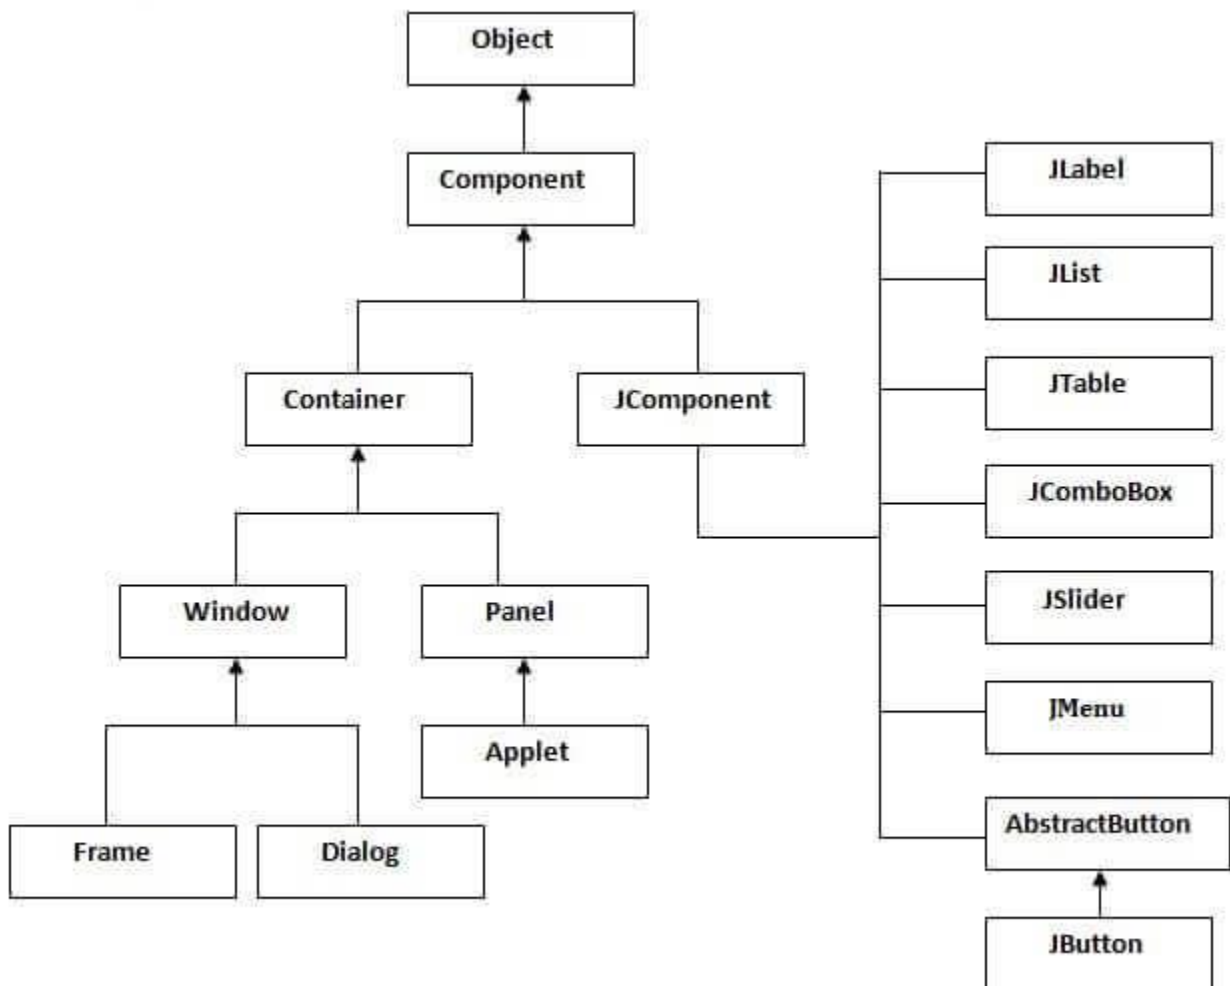 Object
Component
Container
JComponent
Window
Panel
Applet
Frame
Dialog
JLabel
JList
JTable
JComboBox
JSlider
JMenu
AbstractButton
JButton